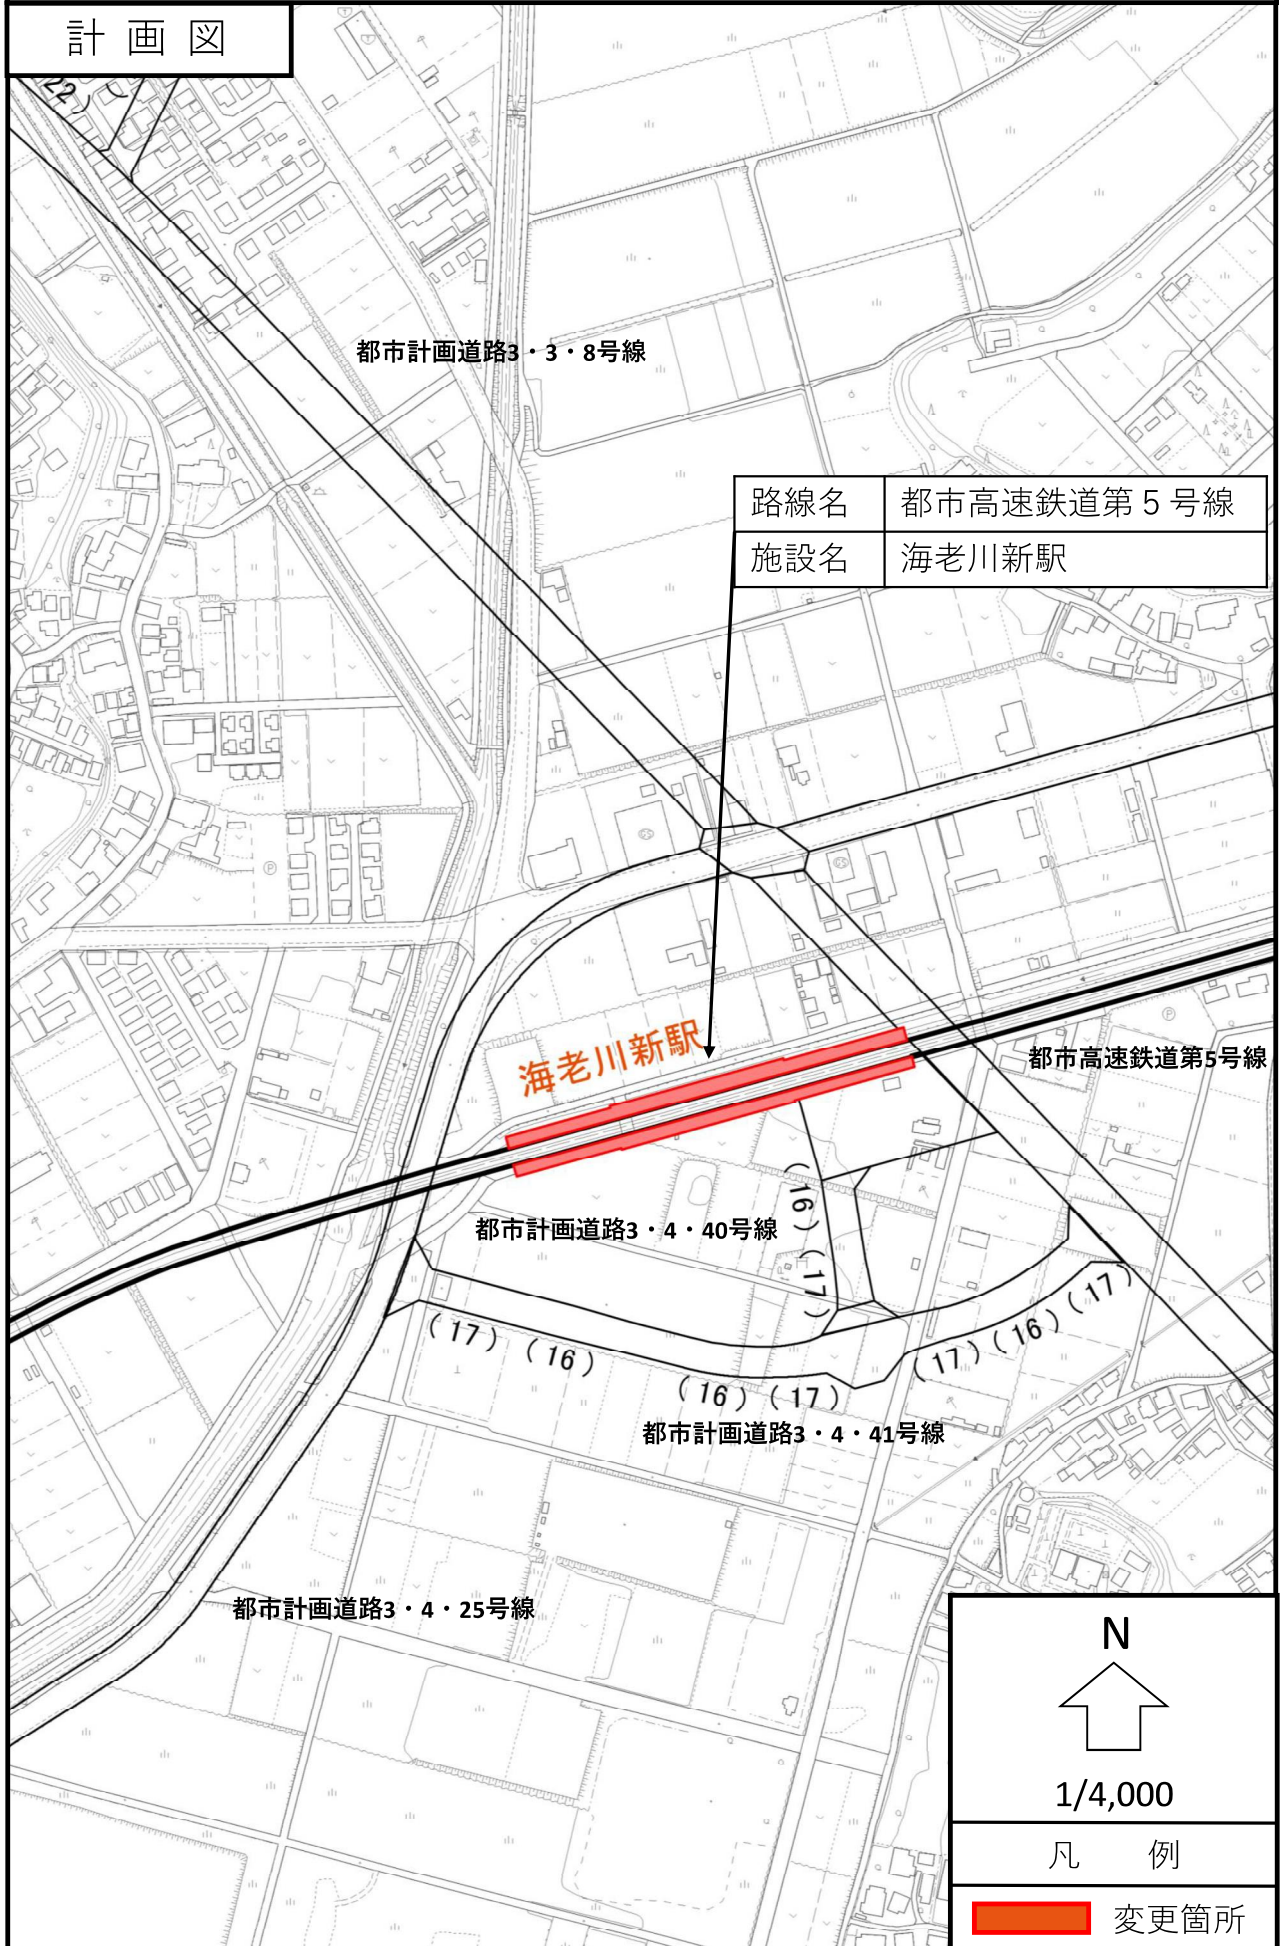 計画図
22)
都市計画道路3・3・8号線
路線名 都市高速鉄道第5号線
施設名 海老川新駅
海老川新駅
都市高速鉄道第5号線
(16)
(17)
都市計画道路3・4・40号線
(17) (16)
(16) (17)
(17) (16) (17)
都市計画道路3・4・41号線
都市計画道路3・4・25号線
N
1/4,000
凡例
変更箇所